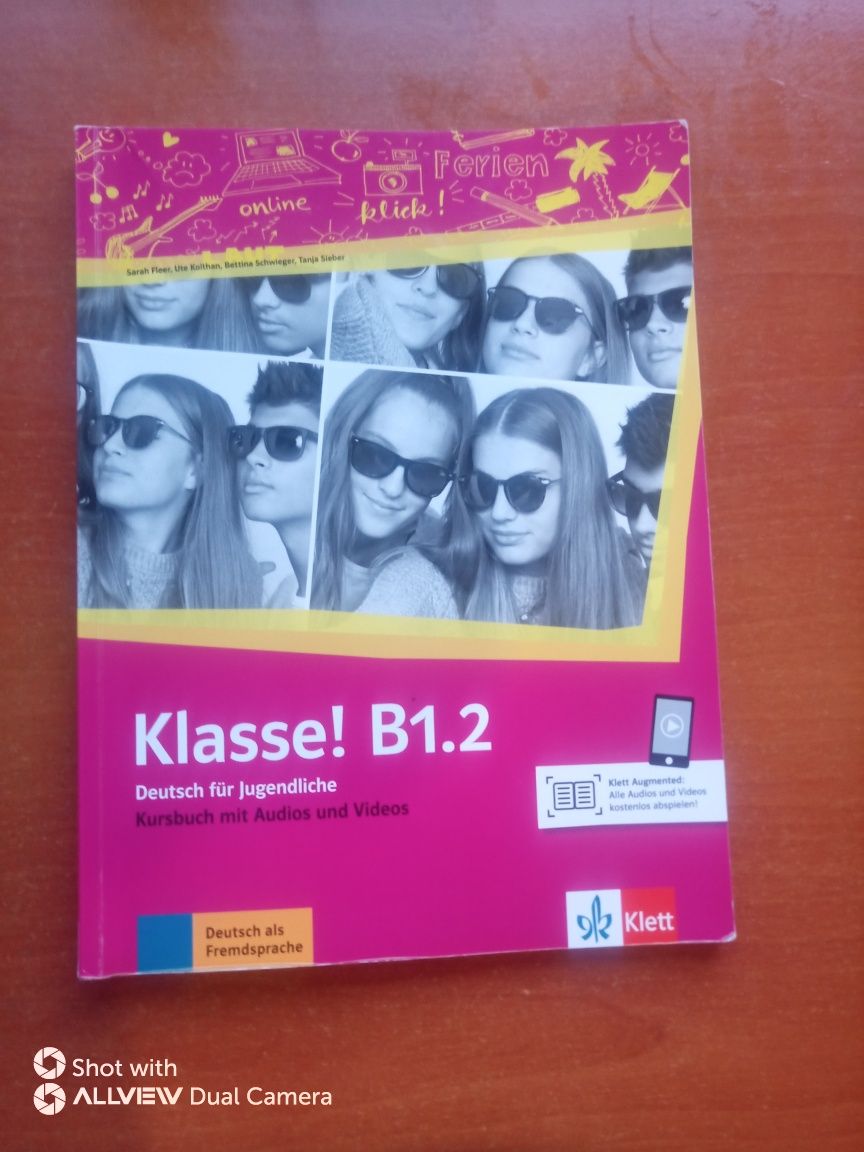 Ferien
online
klick!
Sarah Fleer, Ute Koithan, Bettina Schwieger, Tanja Sieber
Klasse! B1.2
Deutsch für Jugendliche
Kursbuch mit Audios und Videos
Klett Augmented:
Alle Audios und Videos
kostenlos abspielen!
Deutsch als
Fremdsprache
Klett
Shot with
ALLVIEW Dual Camera